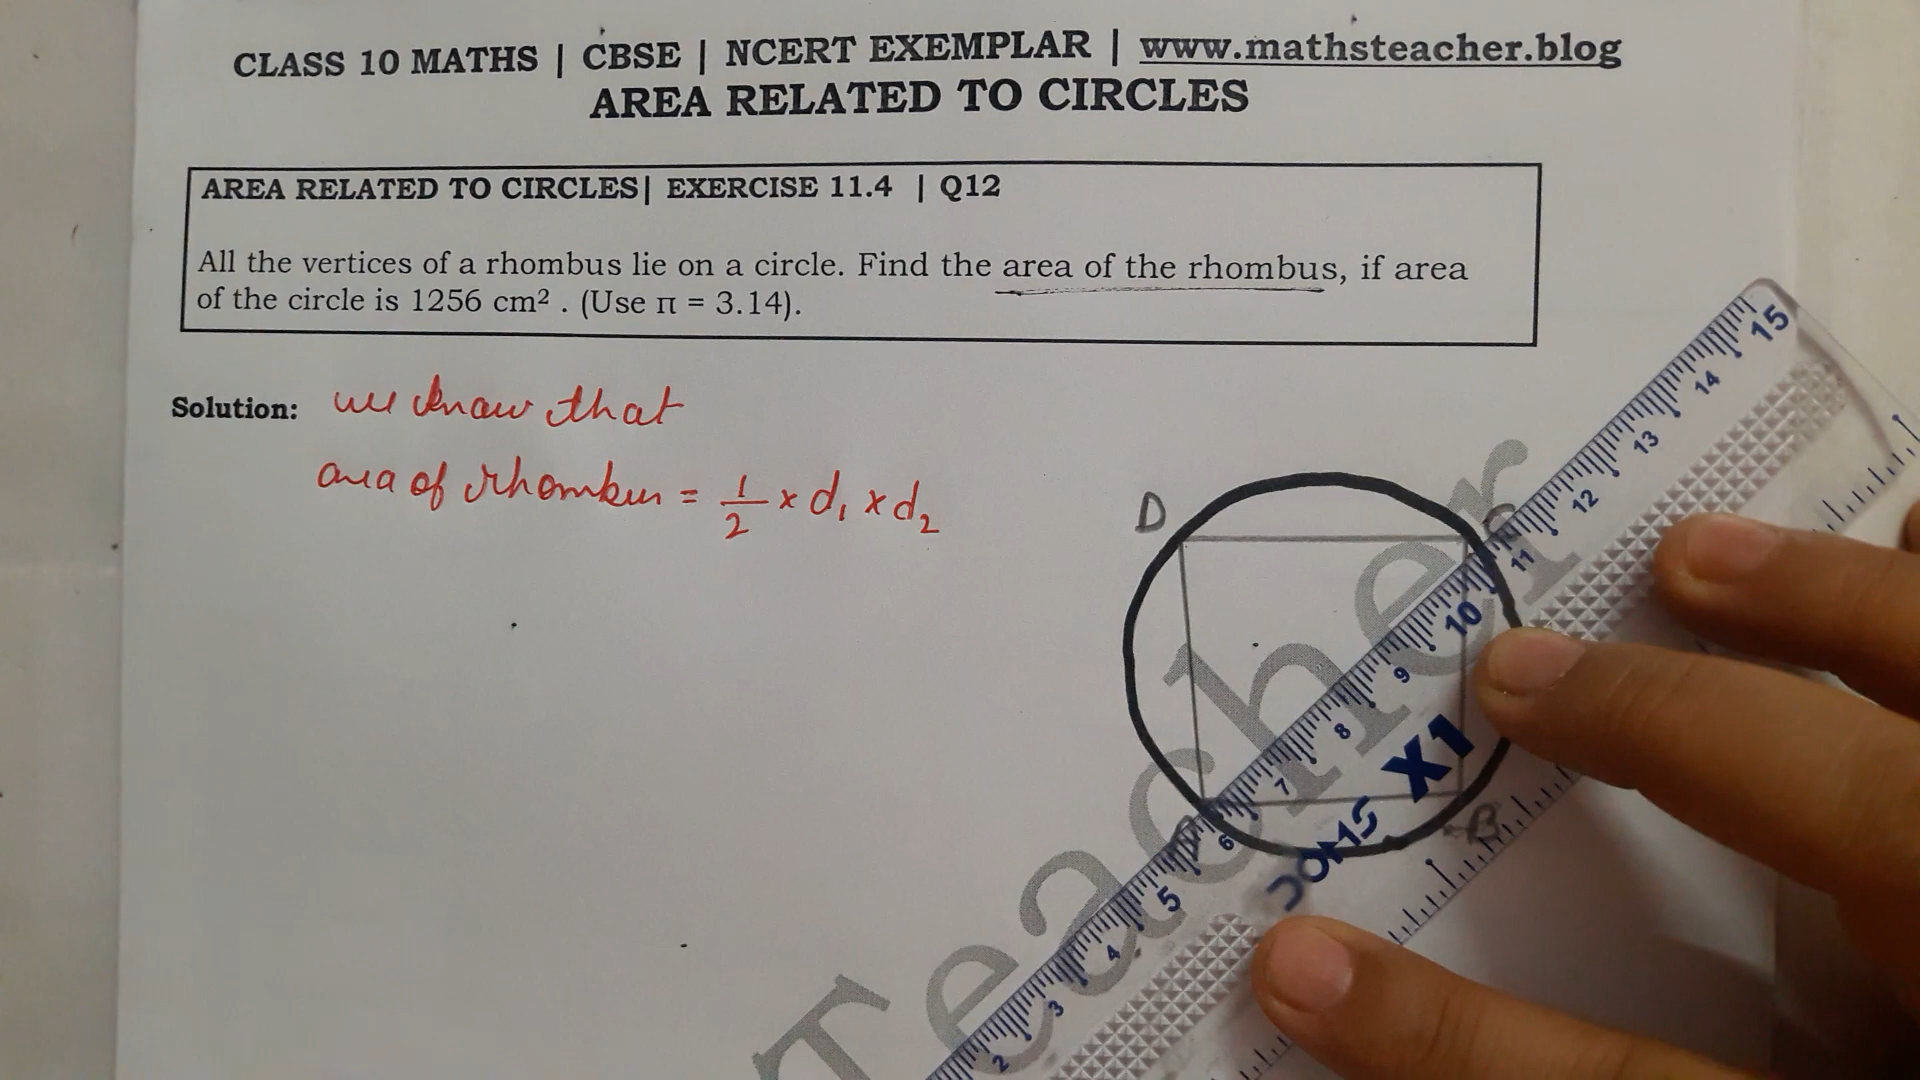 CLASS 10 MATHS | CBSE | NCERT EXEMPLAR | www.mathsteacher.blog
AREA RELATED TO CIRCLES
AREA RELATED TO CIRCLES| EXERCISE 11.4 | Q12
All the vertices of a rhombus lie on a circle. Find the area of the rhombus, if area
of the circle is 1256 cm² . (Use π = 3.14).
Solution: we know that
area of rhombus = 1/2 × d₁ × d₂
D
C
B
Teacher
2 3 4 5 6 7 8 9 10 11 12 13 14 15
DOMS X1